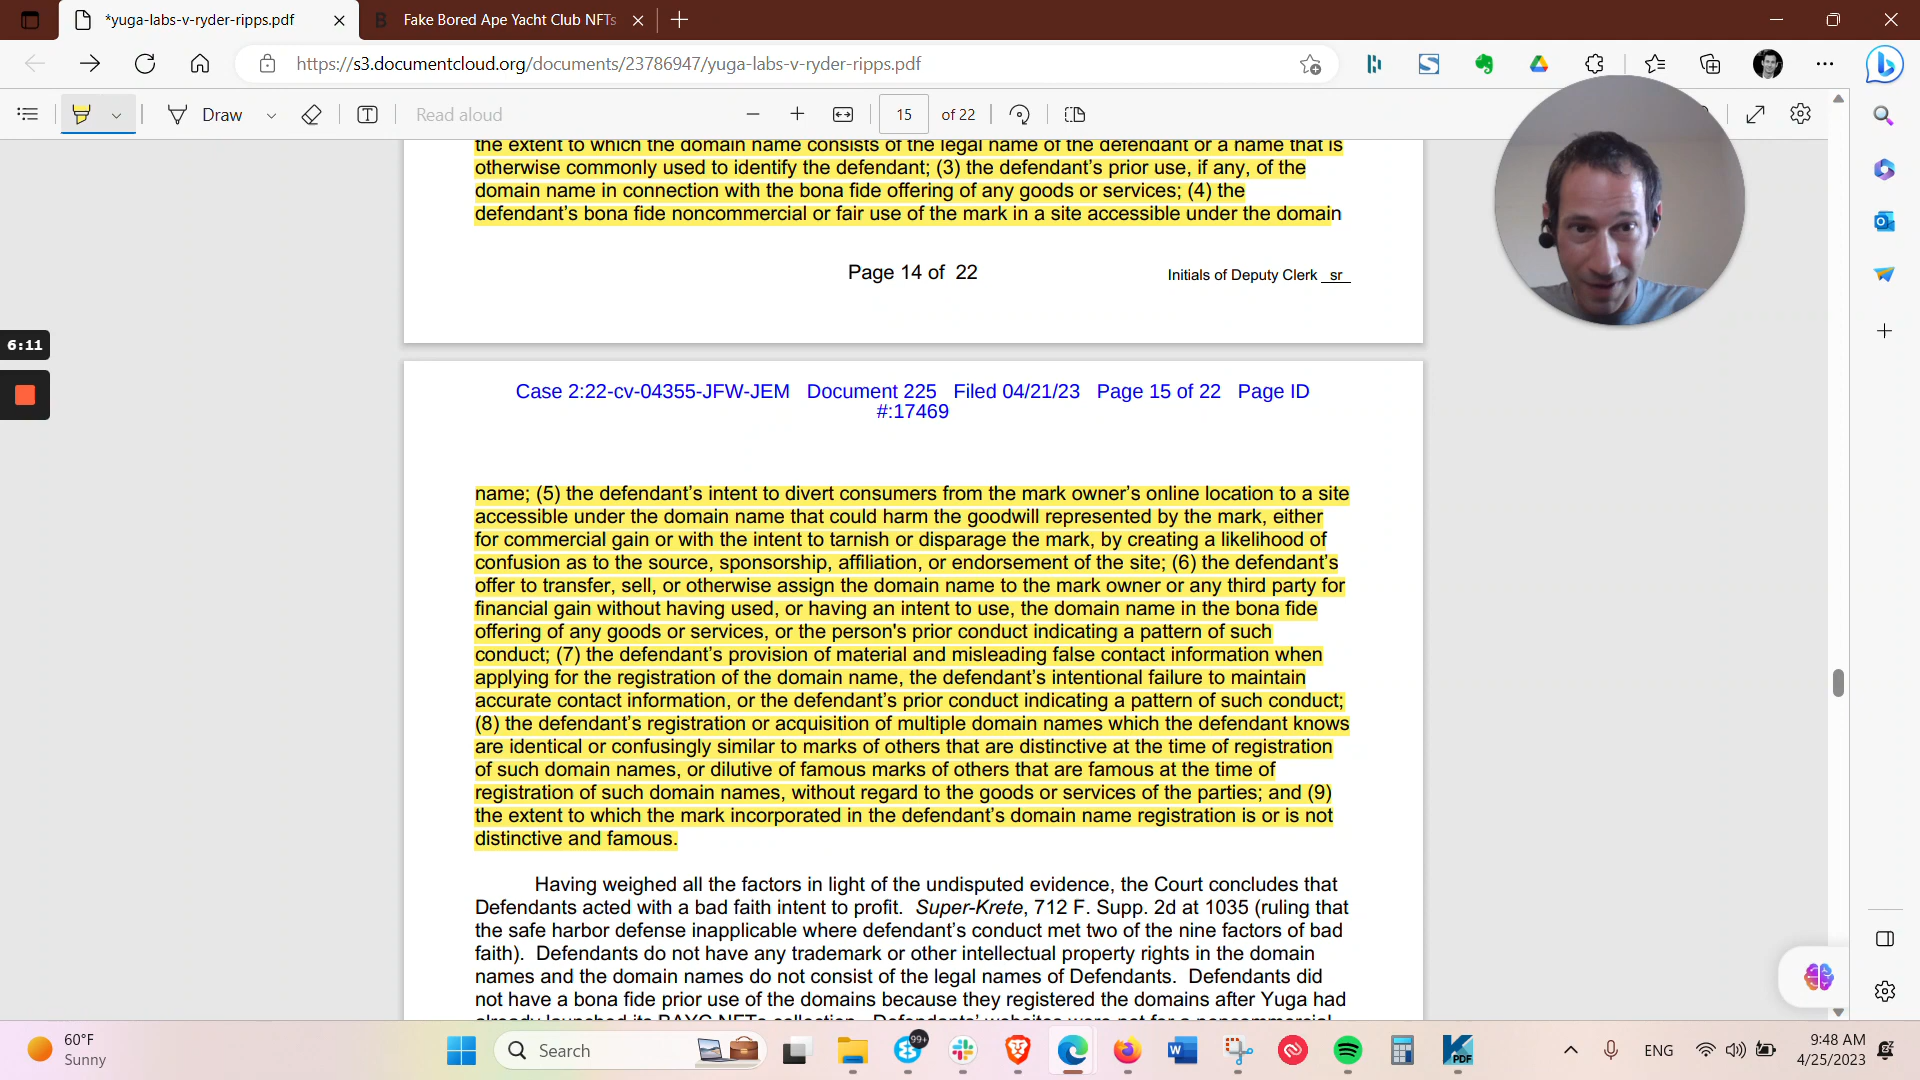 *yuga-labs-v-ryder-ripps.pdf
Fake Bored Ape Yacht Club NFTs
https://s3.documentcloud.org/documents/23786947/yuga-labs-v-ryder-ripps.pdf
Draw
Read aloud
15 of 22
the extent to which the domain name consists of the legal name of the defendant or a name that is
otherwise commonly used to identify the defendant; (3) the defendant's prior use, if any, of the
domain name in connection with the bona fide offering of any goods or services; (4) the
defendant's bona fide noncommercial or fair use of the mark in a site accessible under the domain
Page 14 of 22
Initials of Deputy Clerk _sr_
6:11
Case 2:22-cv-04355-JFW-JEM Document 225 Filed 04/21/23 Page 15 of 22 Page ID
#:17469
name; (5) the defendant's intent to divert consumers from the mark owner's online location to a site
accessible under the domain name that could harm the goodwill represented by the mark, either
for commercial gain or with the intent to tarnish or disparage the mark, by creating a likelihood of
confusion as to the source, sponsorship, affiliation, or endorsement of the site; (6) the defendant's
offer to transfer, sell, or otherwise assign the domain name to the mark owner or any third party for
financial gain without having used, or having an intent to use, the domain name in the bona fide
offering of any goods or services, or the person's prior conduct indicating a pattern of such
conduct; (7) the defendant's provision of material and misleading false contact information when
applying for the registration of the domain name, the defendant's intentional failure to maintain
accurate contact information, or the defendant's prior conduct indicating a pattern of such conduct;
(8) the defendant's registration or acquisition of multiple domain names which the defendant knows
are identical or confusingly similar to marks of others that are distinctive at the time of registration
of such domain names, or dilutive of famous marks of others that are famous at the time of
registration of such domain names, without regard to the goods or services of the parties; and (9)
the extent to which the mark incorporated in the defendant's domain name registration is or is not
distinctive and famous.
Having weighed all the factors in light of the undisputed evidence, the Court concludes that
Defendants acted with a bad faith intent to profit. Super-Krete, 712 F. Supp. 2d at 1035 (ruling that
the safe harbor defense inapplicable where defendant's conduct met two of the nine factors of bad
faith). Defendants do not have any trademark or other intellectual property rights in the domain
names and the domain names do not consist of the legal names of Defendants. Defendants did
not have a bona fide prior use of the domains because they registered the domains after Yuga had
already launched its BAYC NFTs collection. Defendants' websites were not for a noncommercial
60°F
Sunny
Search
99+
PDF
ENG
9:48 AM
4/25/2023